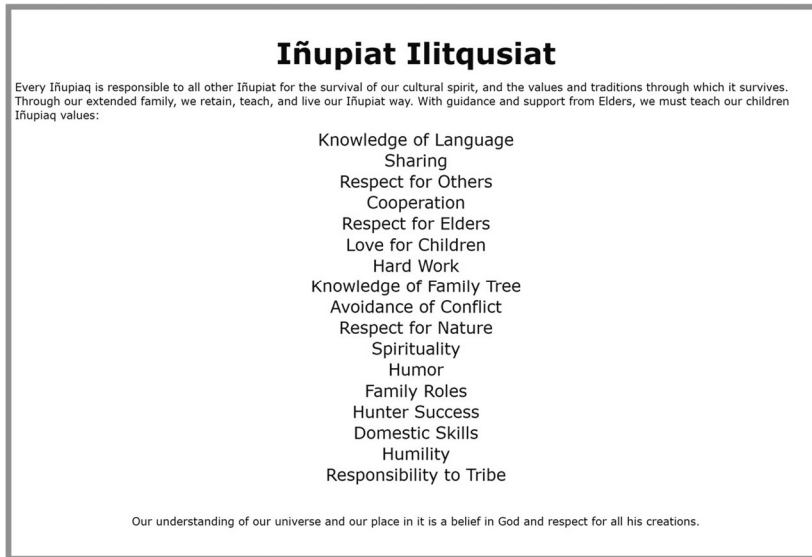 Iñupiat Ilitqusiat
Every Iñupiaq is responsible to all other Iñupiat for the survival of our cultural spirit, and the values and traditions through which it survives.
Through our extended family, we retain, teach, and live our Iñupiat way. With guidance and support from Elders, we must teach our children
Iñupiaq values:
Knowledge of Language
Sharing
Respect for Others
Cooperation
Respect for Elders
Love for Children
Hard Work
Knowledge of Family Tree
Avoidance of Conflict
Respect for Nature
Spirituality
Humor
Family Roles
Hunter Success
Domestic Skills
Humility
Responsibility to Tribe
Our understanding of our universe and our place in it is a belief in God and respect for all his creations.